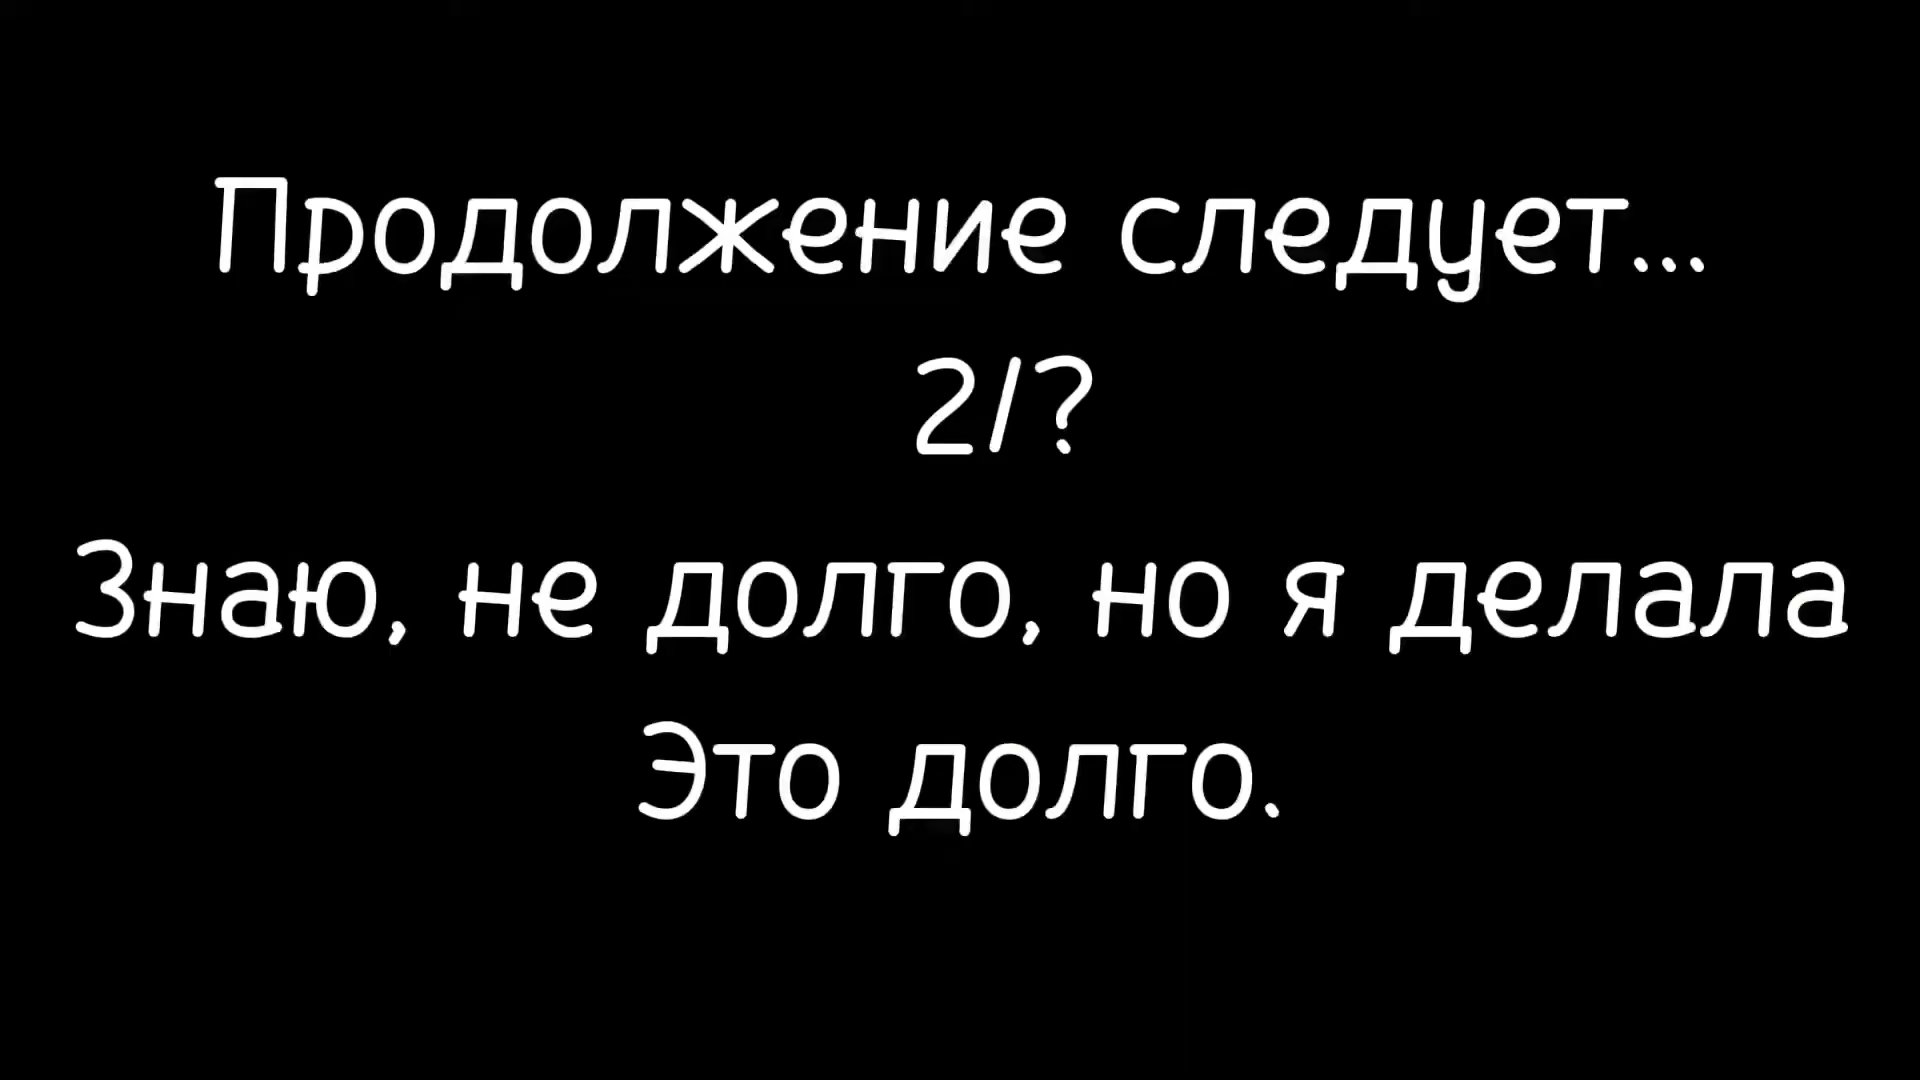 Продолжение следует...
2/?
Знаю, не долго, но я делала
Это долго.